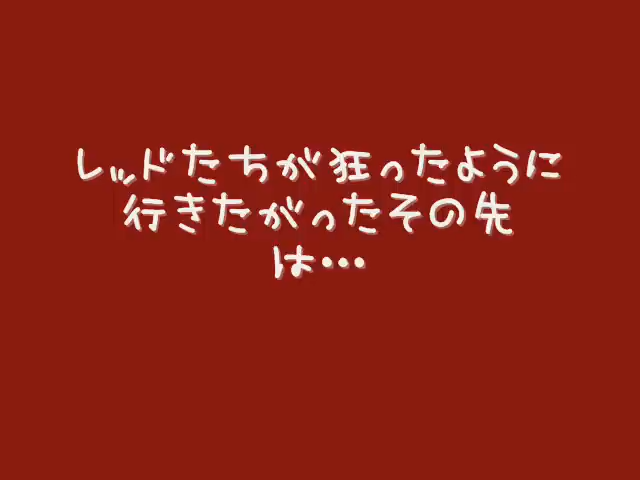 レッドたちが狂ったように
行きたがったその先
は…